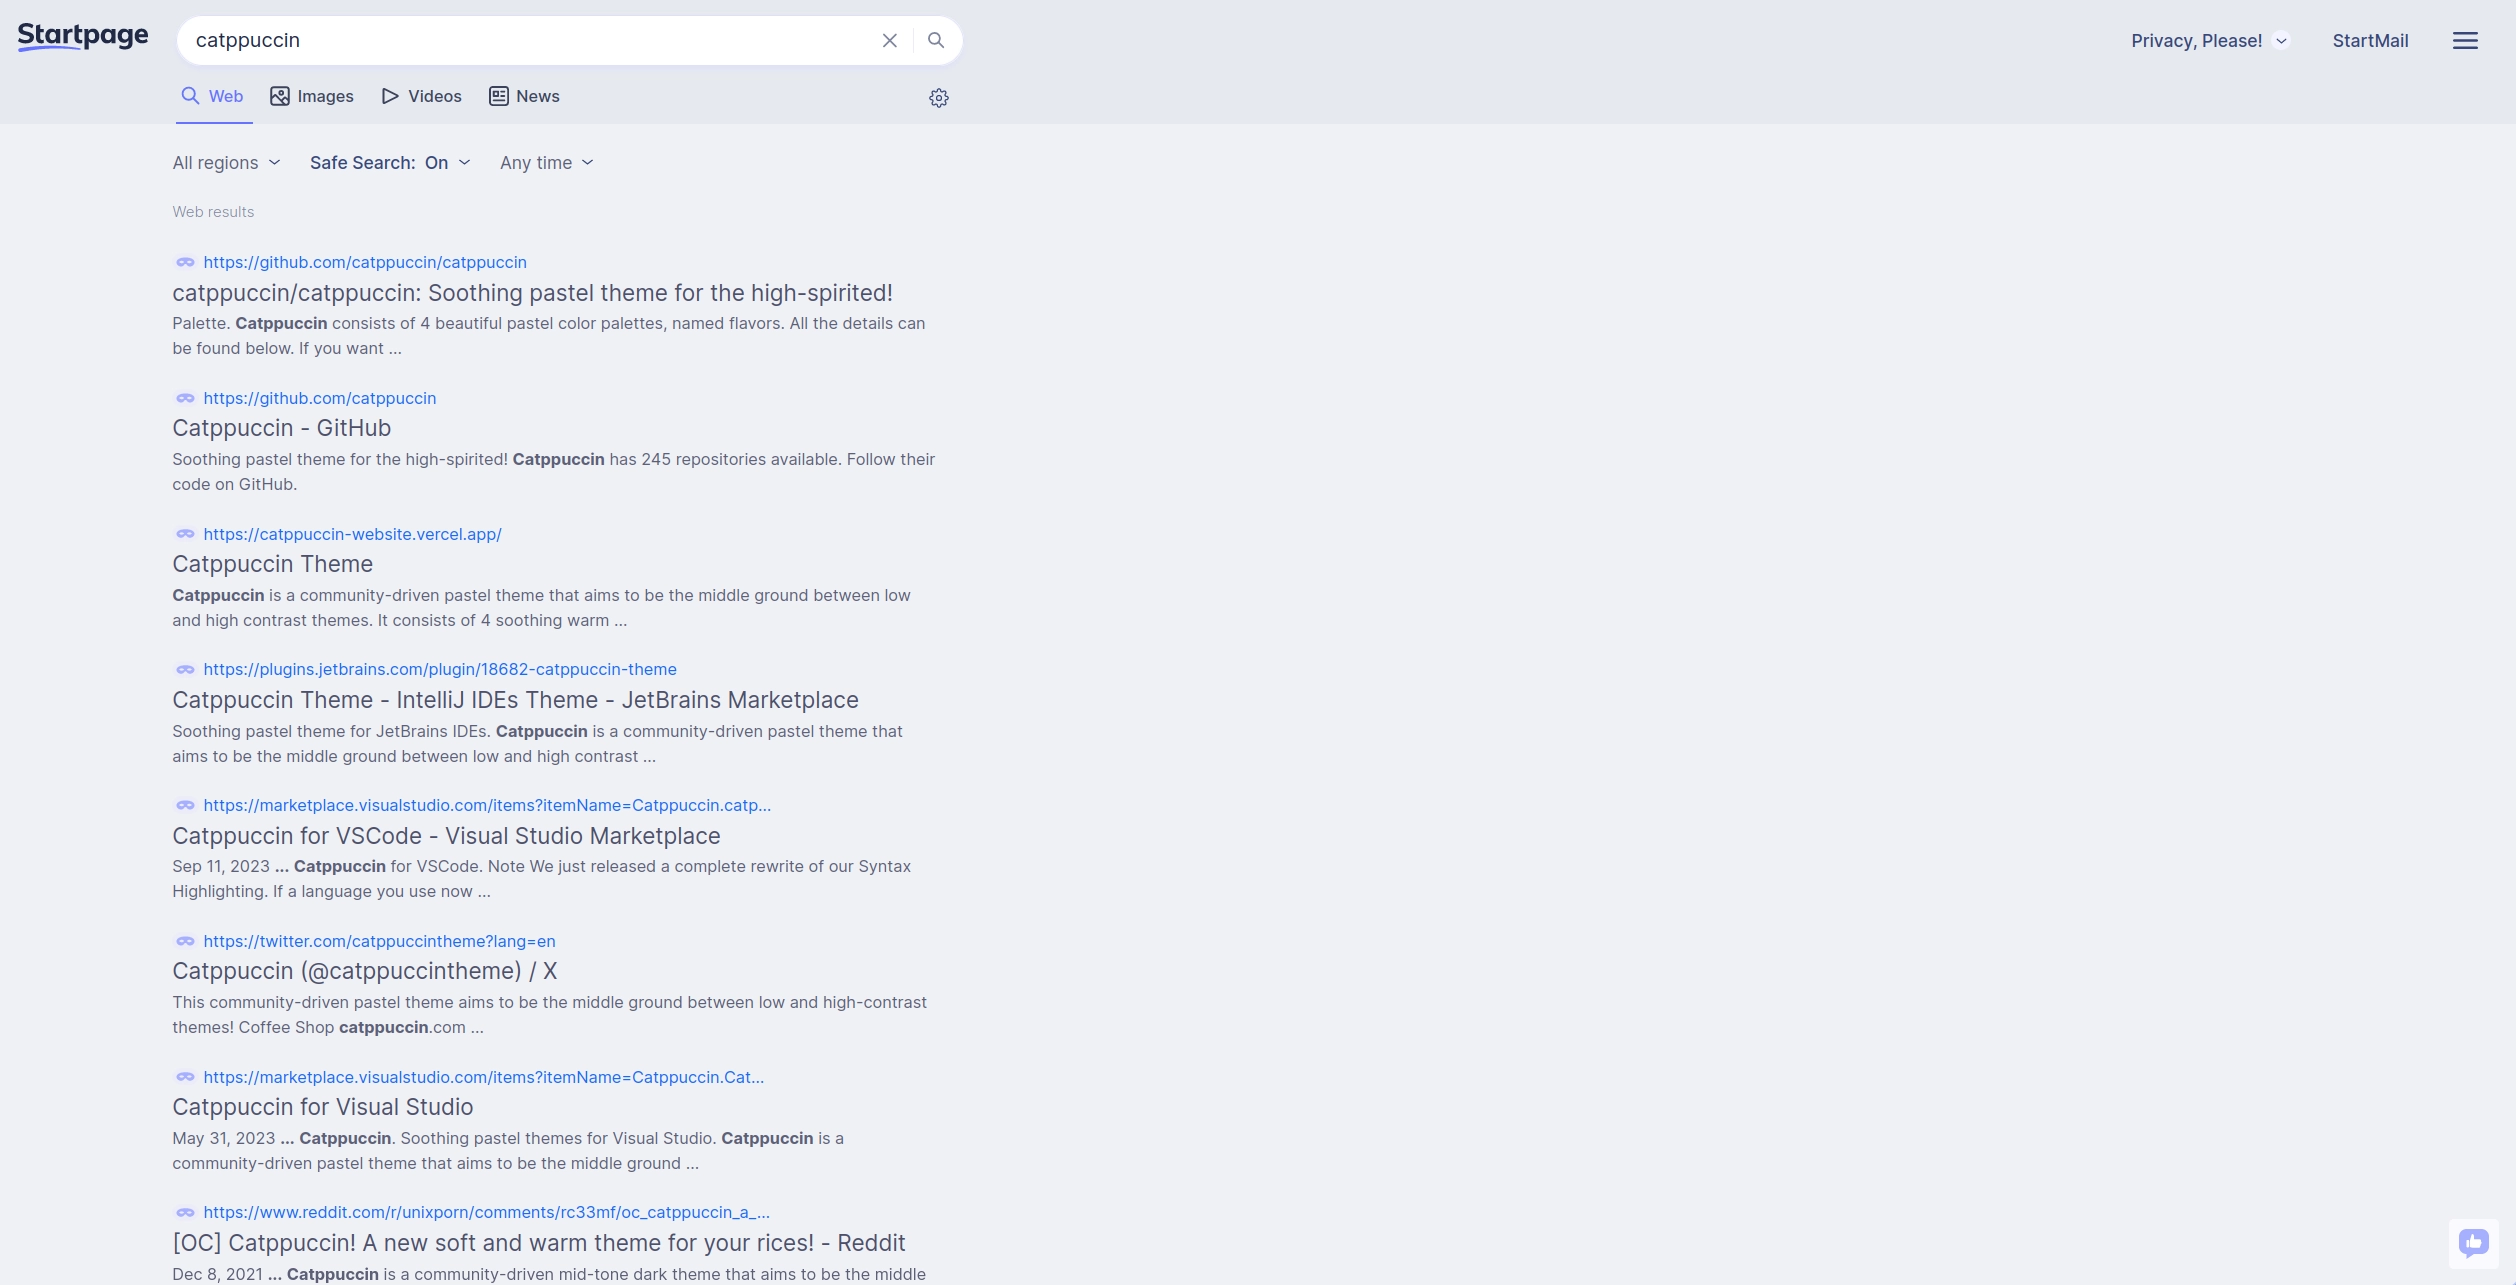 Startpage
catppuccin
Privacy, Please!
StartMail
Web
Images
Videos
News
All regions
Safe Search: On
Any time
Web results
https://github.com/catppuccin/catppuccin
catppuccin/catppuccin: Soothing pastel theme for the high-spirited!
Palette. Catppuccin consists of 4 beautiful pastel color palettes, named flavors. All the details can
be found below. If you want ...
https://github.com/catppuccin
Catppuccin - GitHub
Soothing pastel theme for the high-spirited! Catppuccin has 245 repositories available. Follow their
code on GitHub.
https://catppuccin-website.vercel.app/
Catppuccin Theme
Catppuccin is a community-driven pastel theme that aims to be the middle ground between low
and high contrast themes. It consists of 4 soothing warm ...
https://plugins.jetbrains.com/plugin/18682-catppuccin-theme
Catppuccin Theme - IntelliJ IDEs Theme - JetBrains Marketplace
Soothing pastel theme for JetBrains IDEs. Catppuccin is a community-driven pastel theme that
aims to be the middle ground between low and high contrast ...
https://marketplace.visualstudio.com/items?itemName=Catppuccin.catp...
Catppuccin for VSCode - Visual Studio Marketplace
Sep 11, 2023 ... Catppuccin for VSCode. Note We just released a complete rewrite of our Syntax
Highlighting. If a language you use now ...
https://twitter.com/catppuccintheme?lang=en
Catppuccin (@catppuccintheme) / X
This community-driven pastel theme aims to be the middle ground between low and high-contrast
themes! Coffee Shop catppuccin.com ...
https://marketplace.visualstudio.com/items?itemName=Catppuccin.Cat...
Catppuccin for Visual Studio
May 31, 2023 ... Catppuccin. Soothing pastel themes for Visual Studio. Catppuccin is a
community-driven pastel theme that aims to be the middle ground ...
https://www.reddit.com/r/unixporn/comments/rc33mf/oc_catppuccin_a_...
[OC] Catppuccin! A new soft and warm theme for your rices! - Reddit
Dec 8, 2021 ... Catppuccin is a community-driven mid-tone dark theme that aims to be the middle